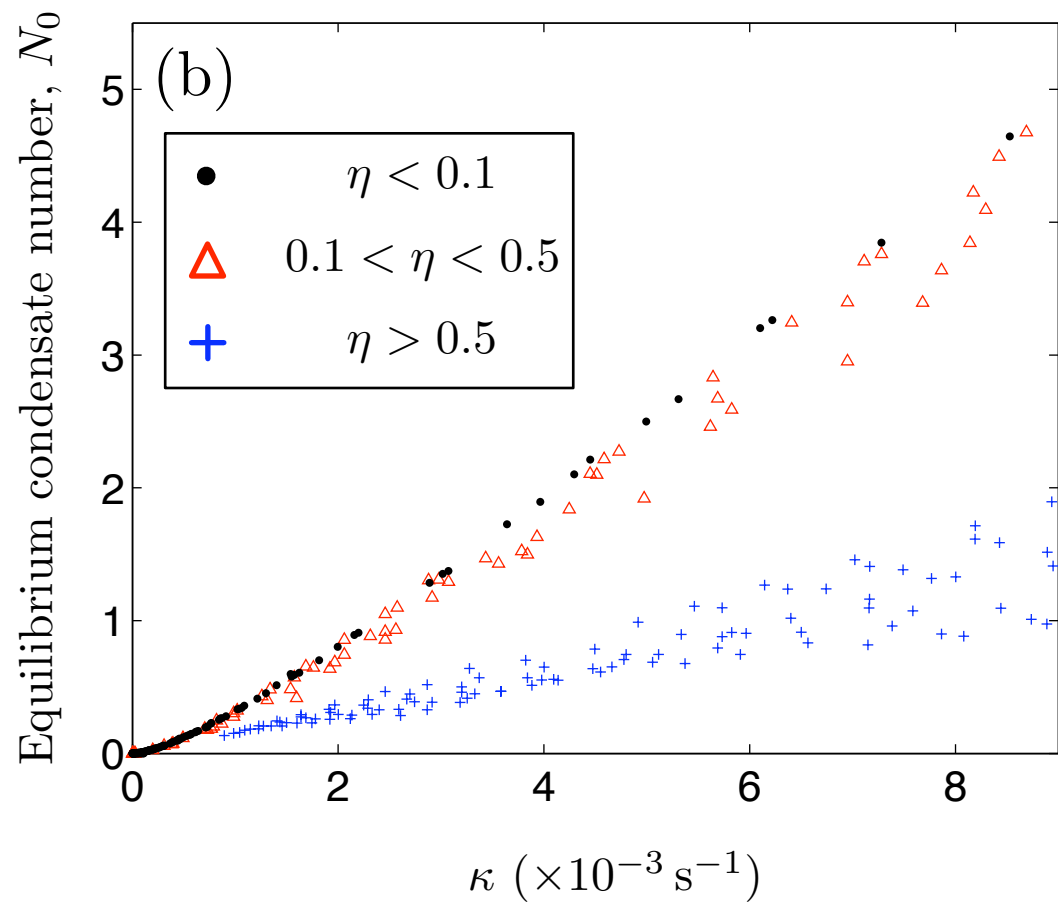 Equilibrium condensate number, N₀
(b)
η < 0.1
0.1 < η < 0.5
η > 0.5
5
4
3
2
1
0
0 2 4 6 8
κ (×10⁻³ s⁻¹)